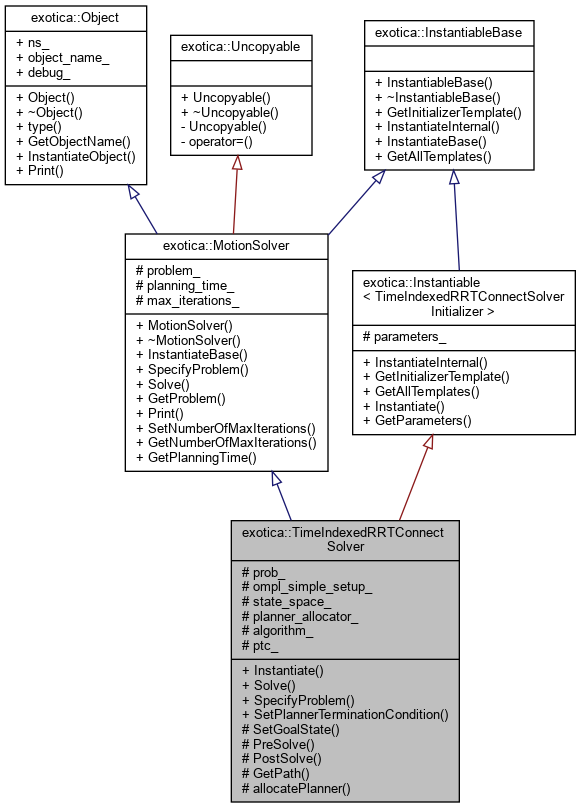 exotica::Object
+ ns_
+ object_name_
+ debug_
+ Object()
+ ~Object()
+ type()
+ GetObjectName()
+ InstantiateObject()
+ Print()
exotica::Uncopyable
+ Uncopyable()
+ ~Uncopyable()
- Uncopyable()
- operator=()
exotica::InstantiableBase
+ InstantiableBase()
+ ~InstantiableBase()
+ GetInitializerTemplate()
+ InstantiateInternal()
+ InstantiateBase()
+ GetAllTemplates()
exotica::MotionSolver
# problem_
# planning_time_
# max_iterations_
+ MotionSolver()
+ ~MotionSolver()
+ InstantiateBase()
+ SpecifyProblem()
+ Solve()
+ GetProblem()
+ Print()
+ SetNumberOfMaxIterations()
+ GetNumberOfMaxIterations()
+ GetPlanningTime()
exotica::Instantiable
< TimeIndexedRRTConnectSolver
Initializer >
# parameters_
+ InstantiateInternal()
+ GetInitializerTemplate()
+ GetAllTemplates()
+ Instantiate()
+ GetParameters()
exotica::TimeIndexedRRTConnect
Solver
# prob_
# ompl_simple_setup_
# state_space_
# planner_allocator_
# algorithm_
# ptc_
+ Instantiate()
+ Solve()
+ SpecifyProblem()
+ SetPlannerTerminationCondition()
# SetGoalState()
# PreSolve()
# PostSolve()
# GetPath()
# allocatePlanner()